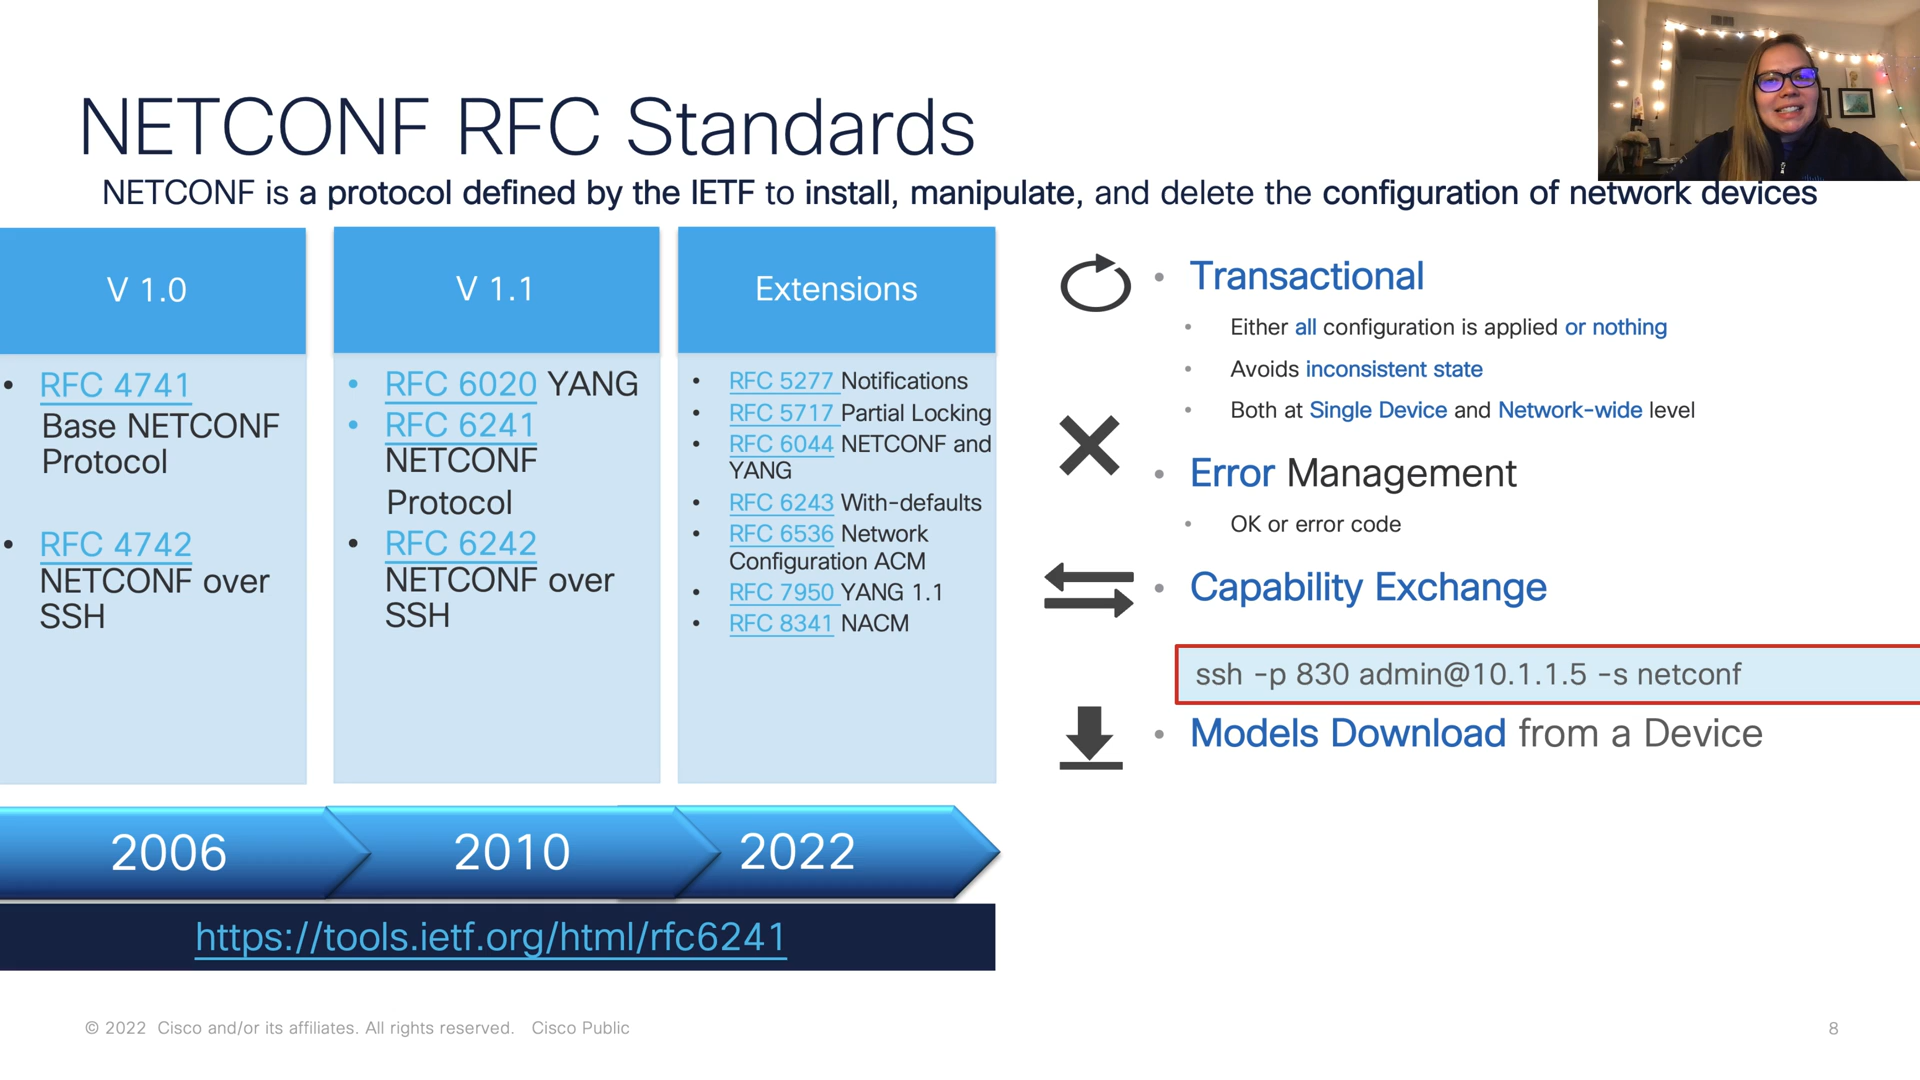 NETCONF RFC Standards
NETCONF is a protocol defined by the IETF to install, manipulate, and delete the configuration of network devices
V 1.0
• RFC 4741
Base NETCONF
Protocol
• RFC 4742
NETCONF over
SSH
V 1.1
• RFC 6020 YANG
• RFC 6241
NETCONF
Protocol
• RFC 6242
NETCONF over
SSH
Extensions
• RFC 5277 Notifications
• RFC 5717 Partial Locking
• RFC 6044 NETCONF and
YANG
• RFC 6243 With-defaults
• RFC 6536 Network
Configuration ACM
• RFC 7950 YANG 1.1
• RFC 8341 NACM
2006
2010
2022
https://tools.ietf.org/html/rfc6241
• Transactional
• Either all configuration is applied or nothing
• Avoids inconsistent state
• Both at Single Device and Network-wide level
• Error Management
• OK or error code
• Capability Exchange
ssh -p 830 admin@10.1.1.5 -s netconf
• Models Download from a Device
© 2022 Cisco and/or its affiliates. All rights reserved. Cisco Public
8